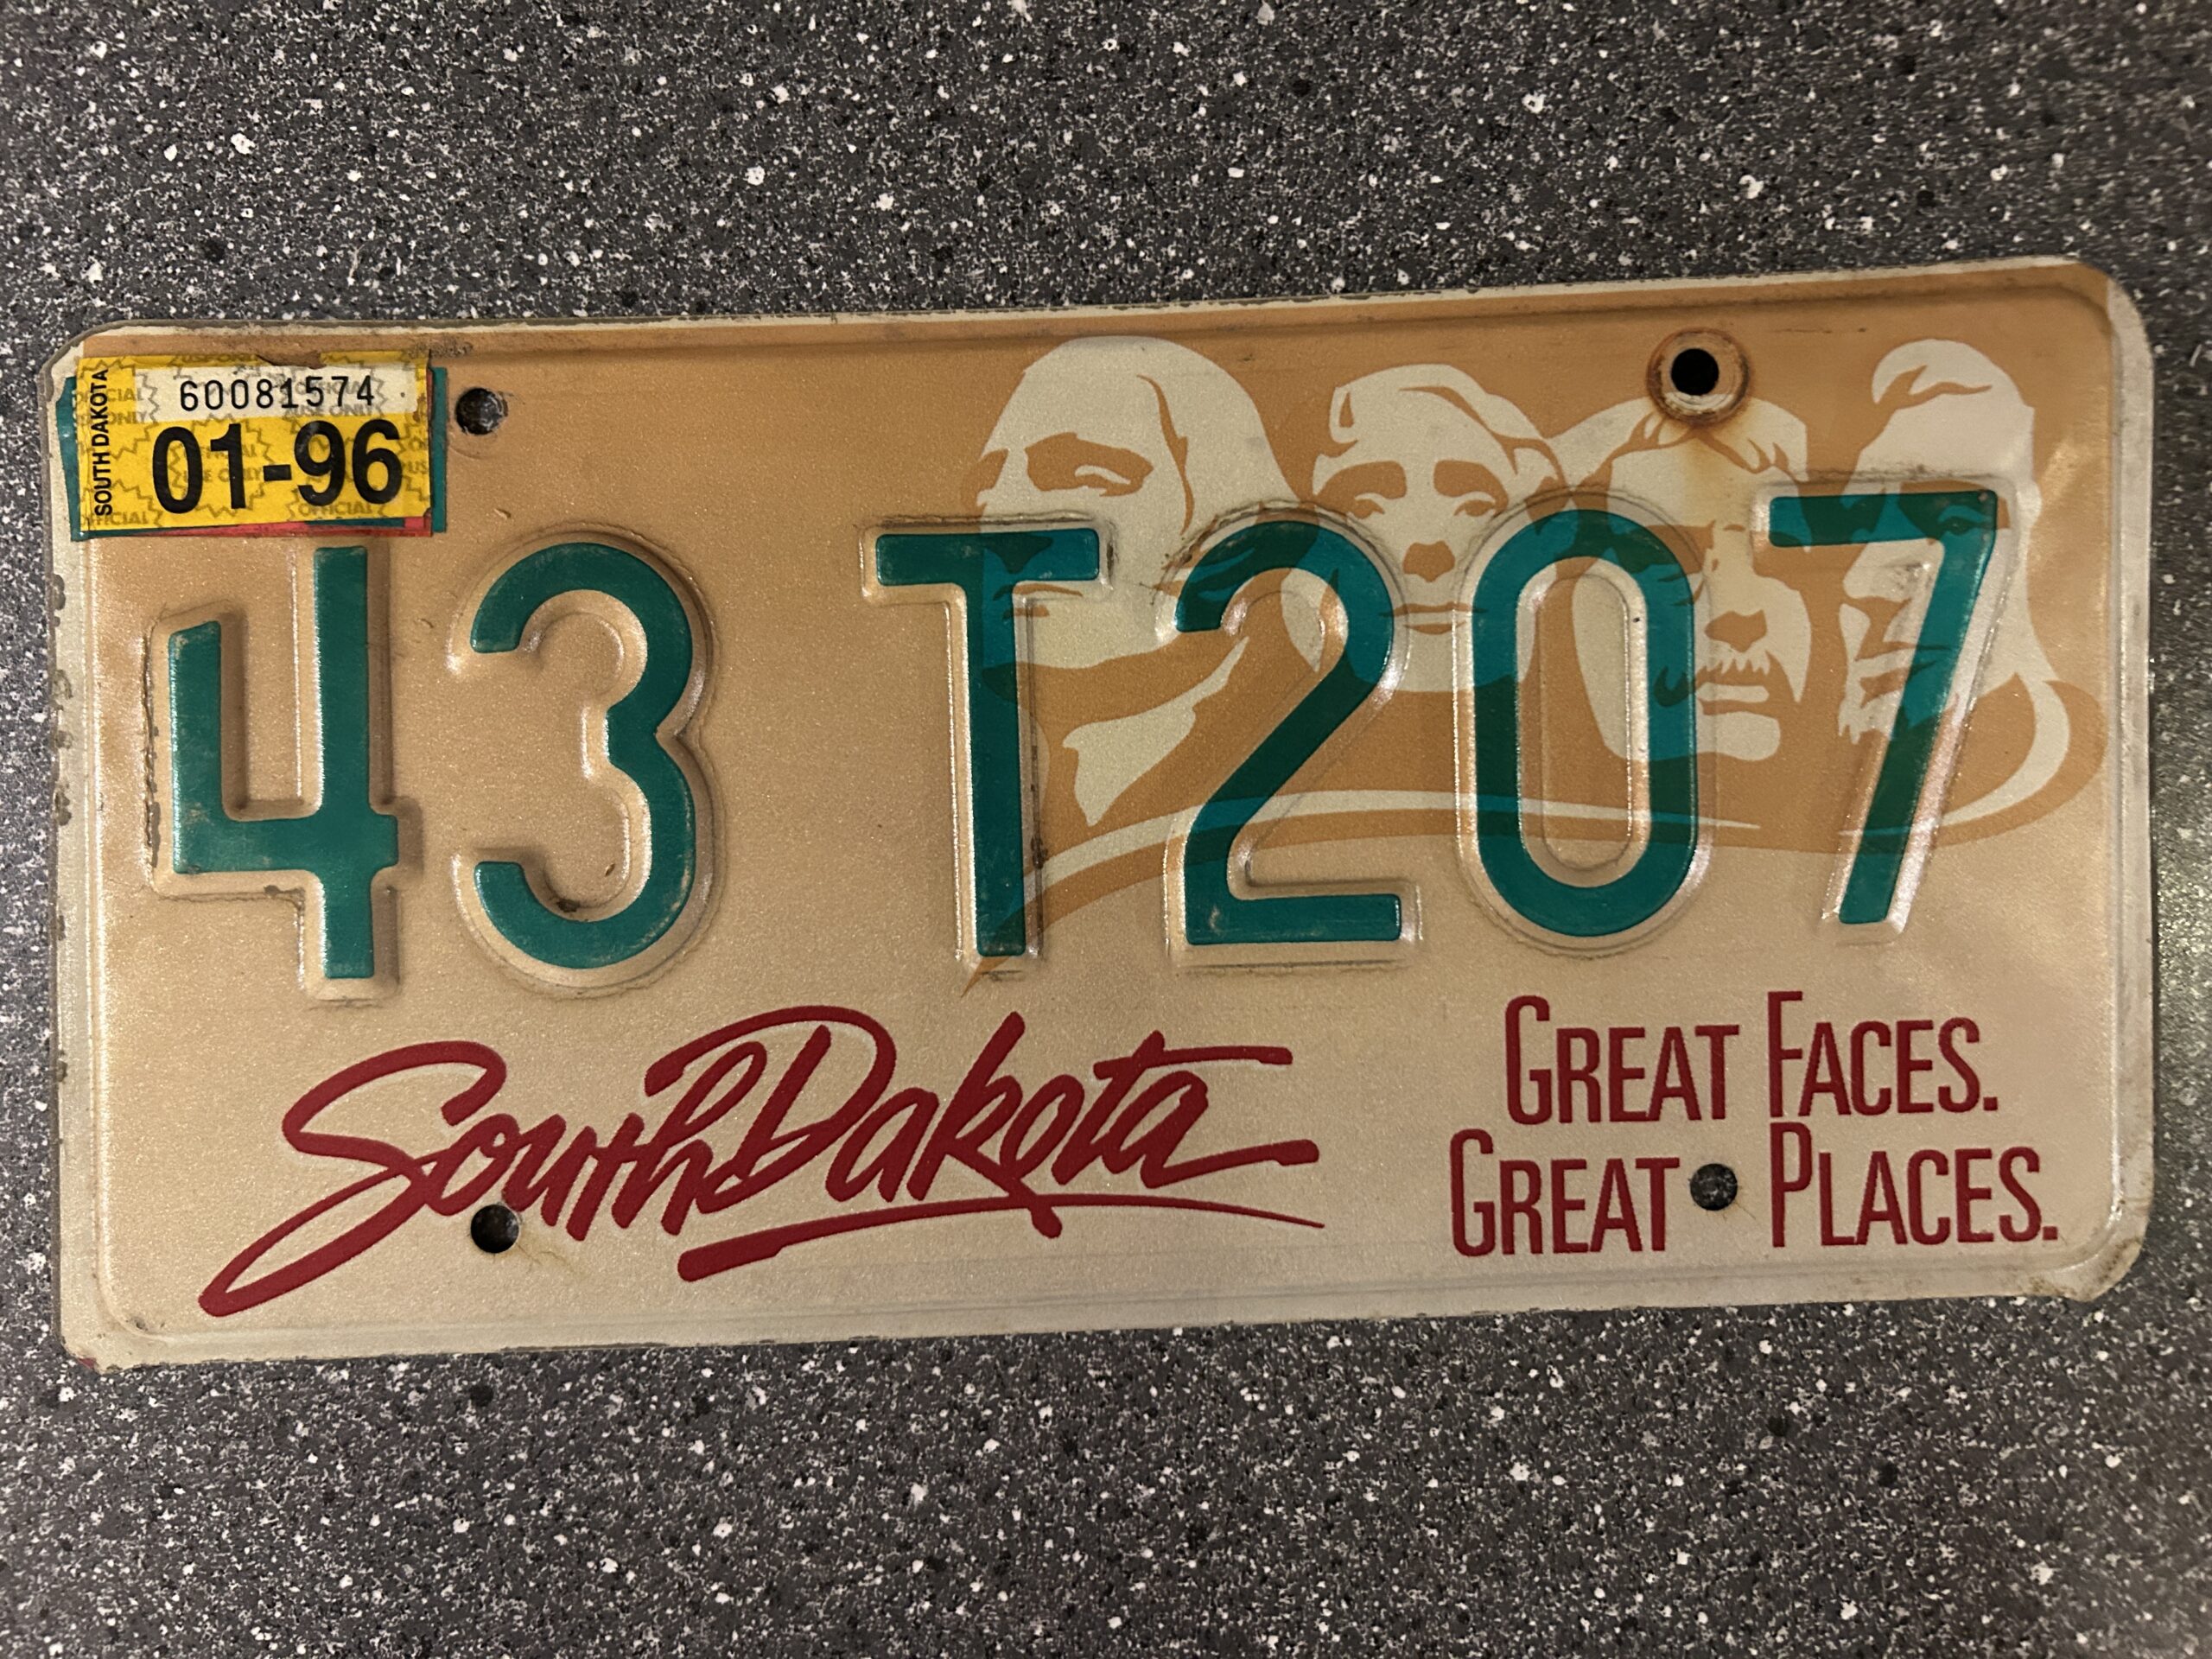 SOUTH DAKOTA
60081574
01-96
43 T207
South Dakota
GREAT FACES.
GREAT PLACES.